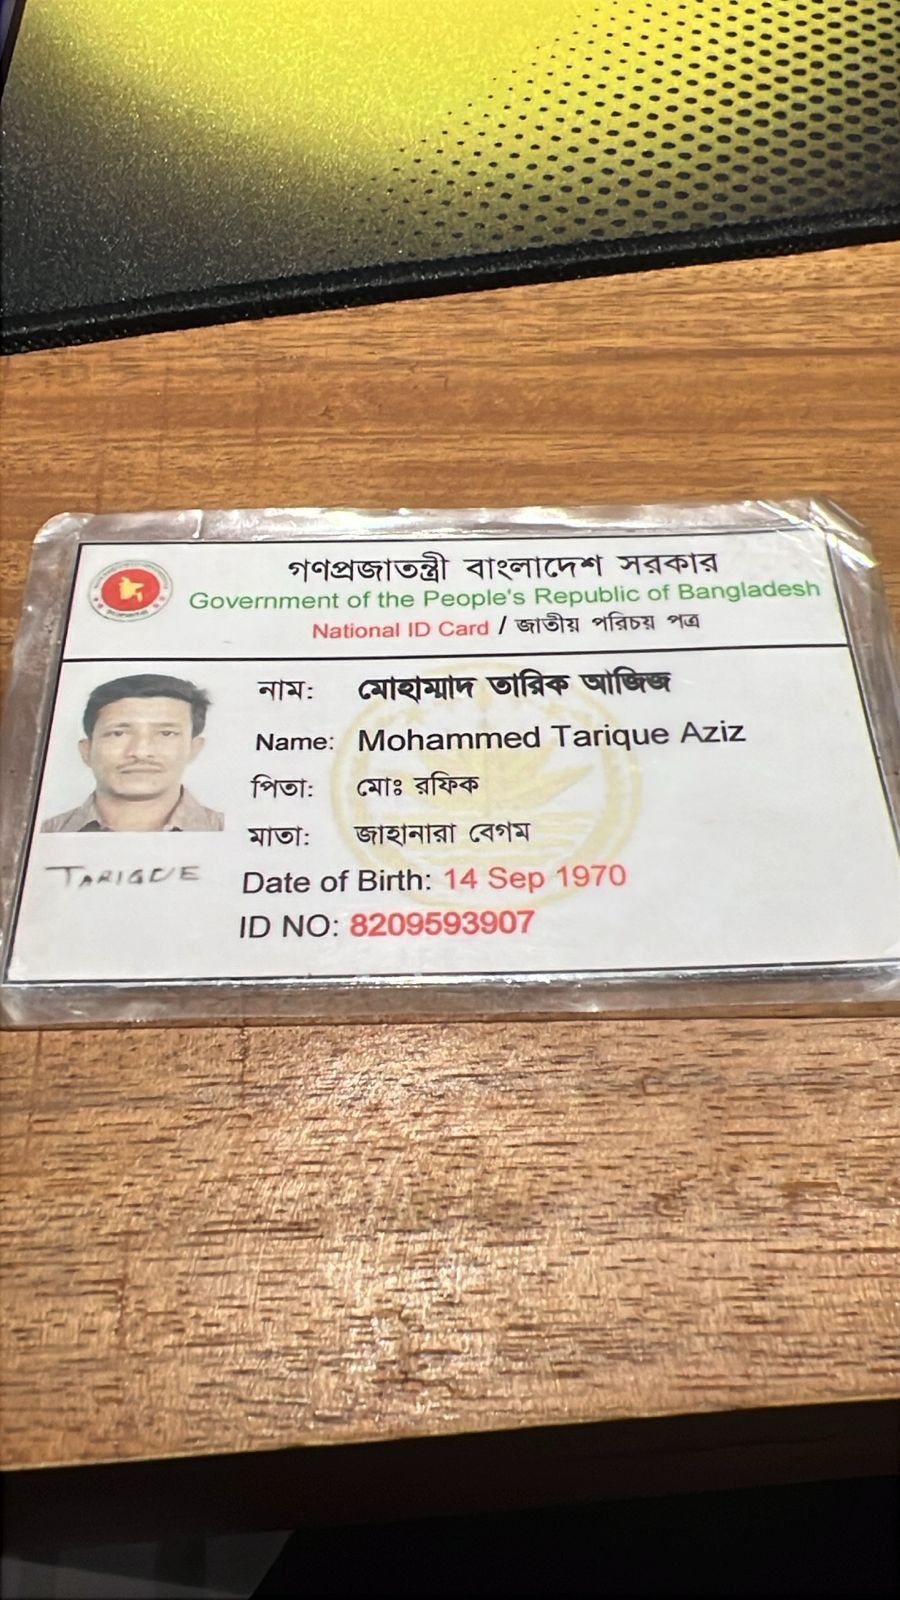 গণপ্রজাতন্ত্রী বাংলাদেশ সরকার
Government of the People's Republic of Bangladesh
National ID Card / জাতীয় পরিচয় পত্র
নাম: মোহাম্মাদ তারিক আজিজ
Name: Mohammed Tarique Aziz
পিতা: মোঃ রফিক
মাতা: জাহানারা বেগম
TARIQUE
Date of Birth: 14 Sep 1970
ID NO: 8209593907